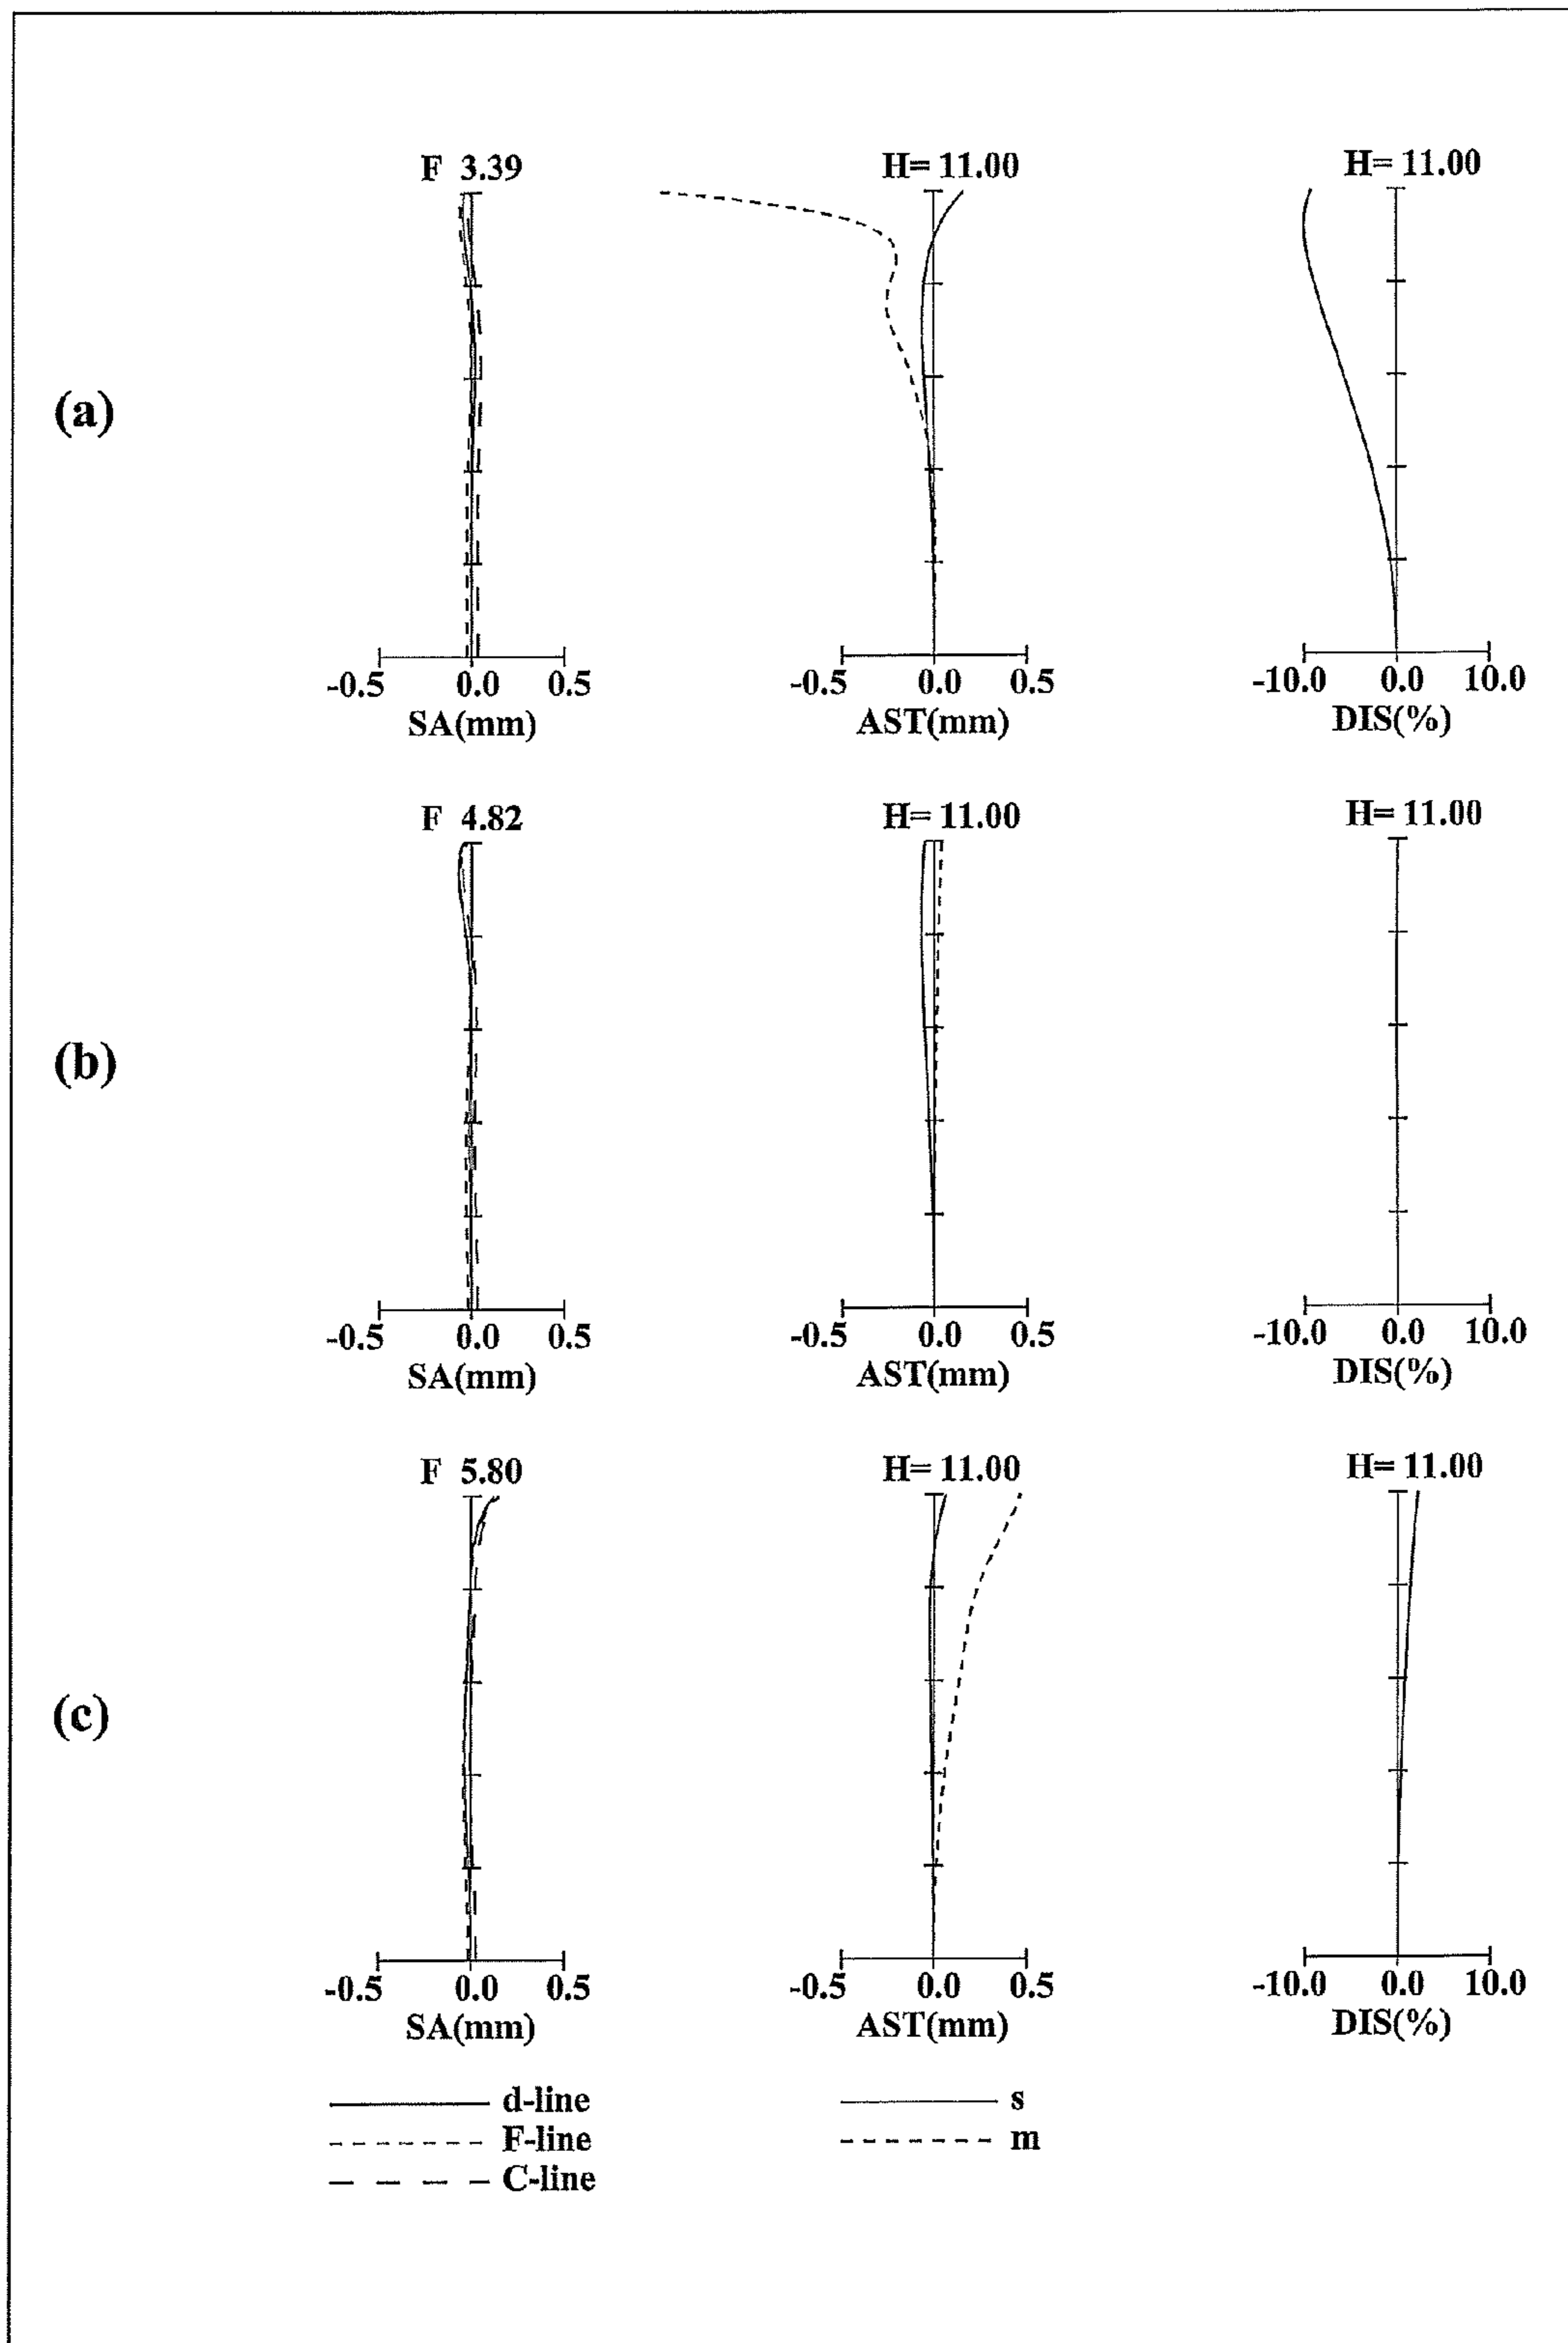 F 3.39 H= 11.00 H= 11.00
(a)
-0.5 0.0 0.5 -0.5 0.0 0.5 -10.0 0.0 10.0
SA(mm) AST(mm) DIS(%)
F 4.82 H= 11.00 H= 11.00
(b)
-0.5 0.0 0.5 -0.5 0.0 0.5 -10.0 0.0 10.0
SA(mm) AST(mm) DIS(%)
F 5.80 H= 11.00 H= 11.00
(c)
-0.5 0.0 0.5 -0.5 0.0 0.5 -10.0 0.0 10.0
SA(mm) AST(mm) DIS(%)
d-line s
F-line m
C-line